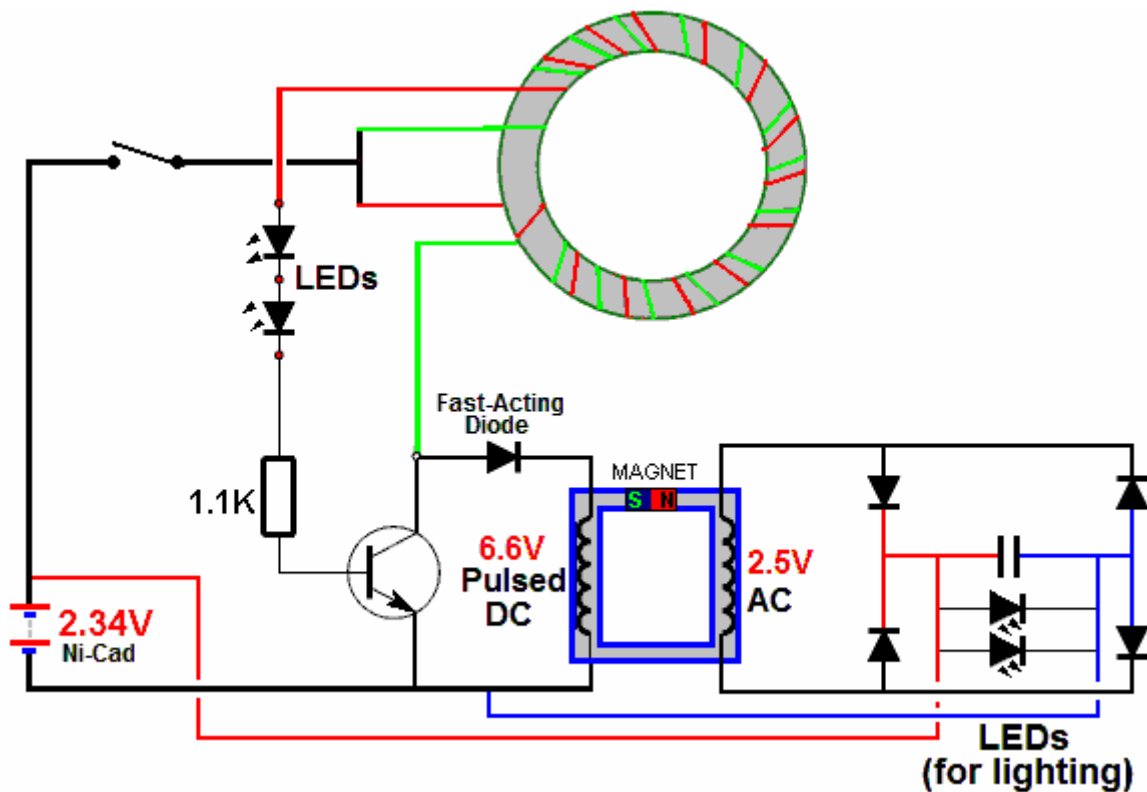 LEDs
Fast-Acting
Diode
MAGNET
S N
1.1K
6.6V
Pulsed
DC
2.5V
AC
2.34V
Ni-Cad
LEDs
(for lighting)